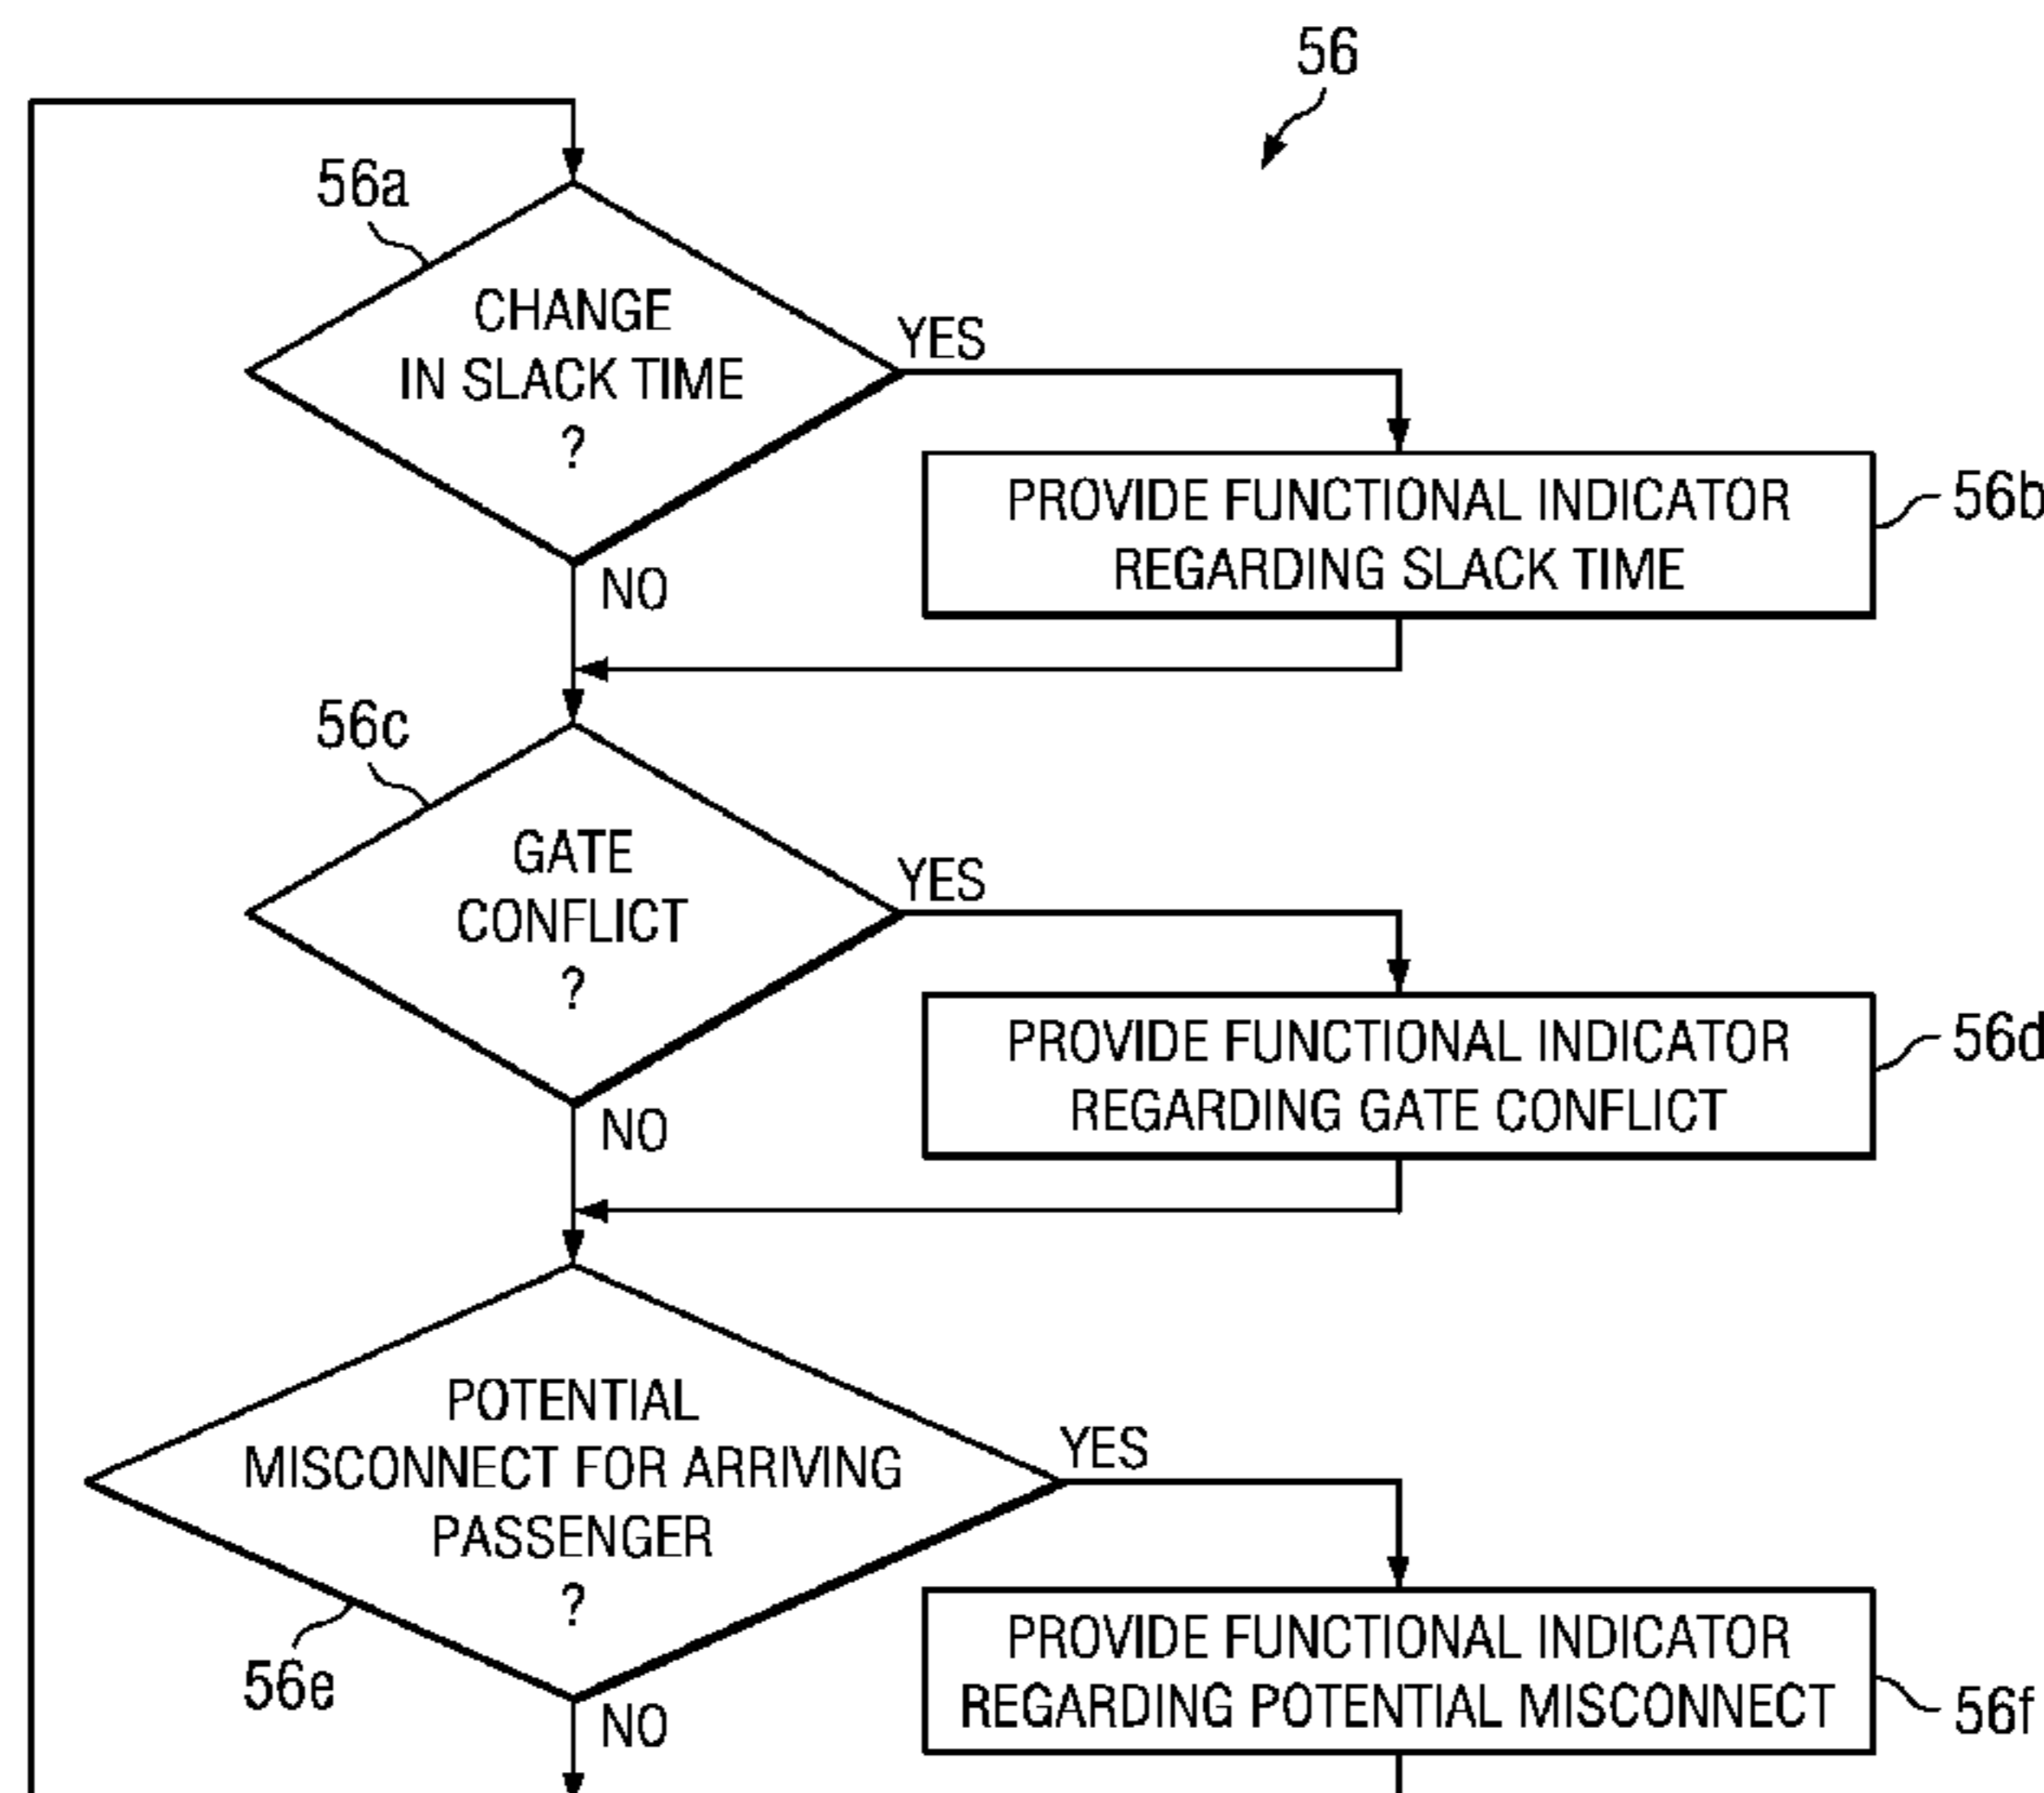 56
56a
CHANGE
IN SLACK TIME
?
YES
PROVIDE FUNCTIONAL INDICATOR
REGARDING SLACK TIME
56b
NO
56c
GATE
CONFLICT
?
YES
PROVIDE FUNCTIONAL INDICATOR
REGARDING GATE CONFLICT
56d
NO
POTENTIAL
MISCONNECT FOR ARRIVING
PASSENGER
?
YES
56e
PROVIDE FUNCTIONAL INDICATOR
REGARDING POTENTIAL MISCONNECT
56f
NO